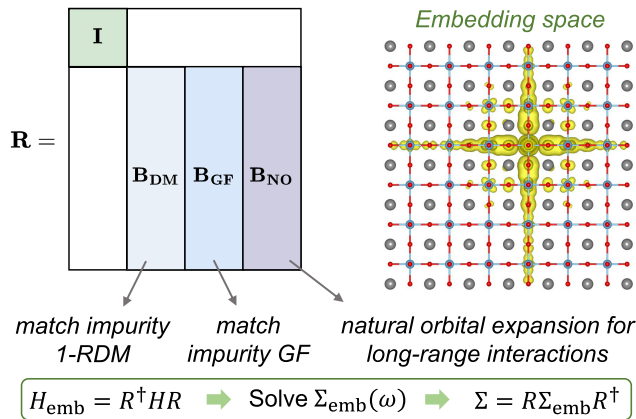 Embedding space
I
R =
B_DM B_GF B_NO
match impurity
1-RDM
match
impurity GF
natural orbital expansion for
long-range interactions
H_emb = R†HR Solve Σ_emb(ω) Σ = RΣ_emb R†